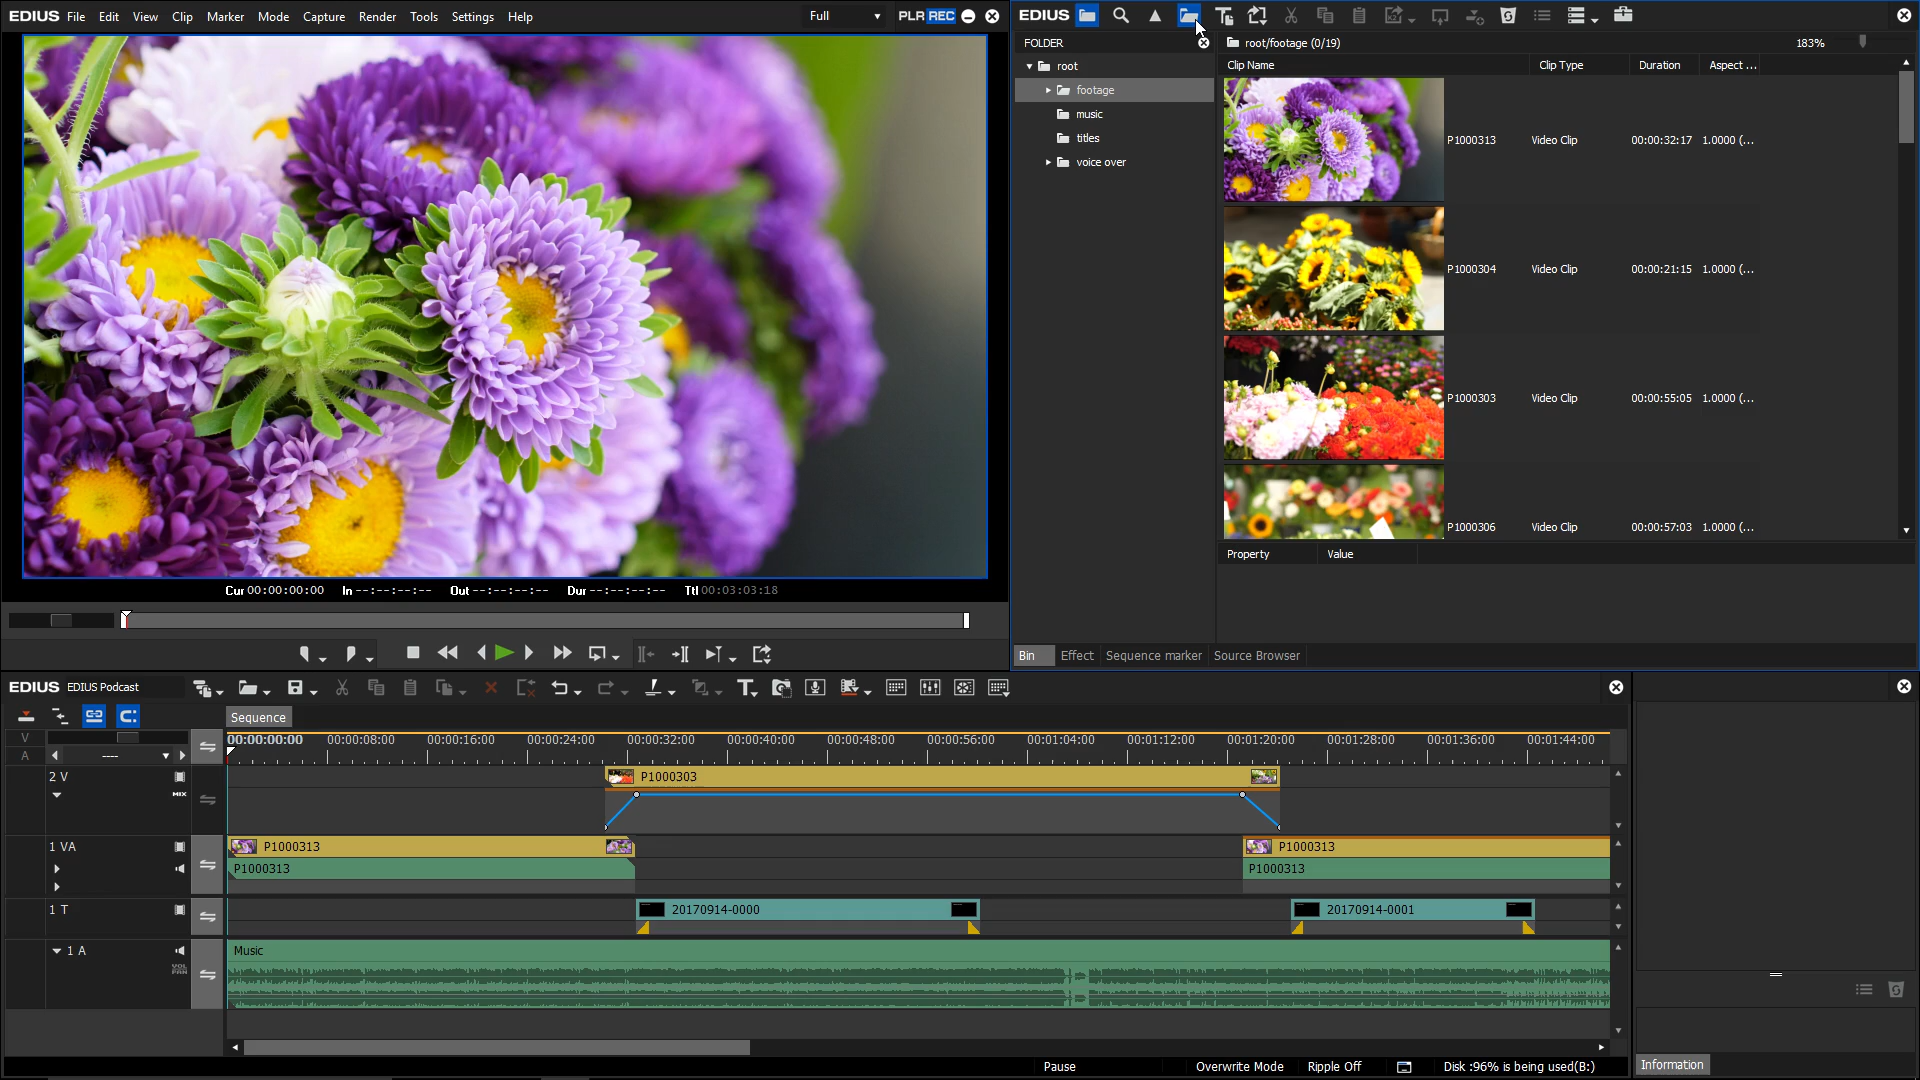 EDIUS File Edit View Clip Marker Mode Capture Render Tools Settings Help Full PLR REC
Cur 00:00:00:00 In --:--:--:-- Out --:--:--:-- Dur --:--:--:-- Ttl 00:03:03:18
EDIUS
FOLDER
root
footage
music
titles
voice over
root/footage (0/19) 183%
Clip Name Clip Type Duration Aspect ...
P1000313 Video Clip 00:00:32:17 1.0000 (...
P1000304 Video Clip 00:00:21:15 1.0000 (...
P1000303 Video Clip 00:00:55:05 1.0000 (...
P1000306 Video Clip 00:00:57:03 1.0000 (...
Property Value
Bin Effect Sequence marker Source Browser
EDIUS EDIUS Podcast
Sequence
V
A ----
00:00:00:00 00:00:08:00 00:00:16:00 00:00:24:00 00:00:32:00 00:00:40:00 00:00:48:00 00:00:56:00 00:01:04:00 00:01:12:00 00:01:20:00 00:01:28:00 00:01:36:00 00:01:44:00
2 V P1000303
MIX
1 VA P1000313 P1000313
P1000313 P1000313
1 T 20170914-0000 20170914-0001
1 A Music
VOL
PAN
Pause Overwrite Mode Ripple Off Disk :96% is being used(B:)
Information